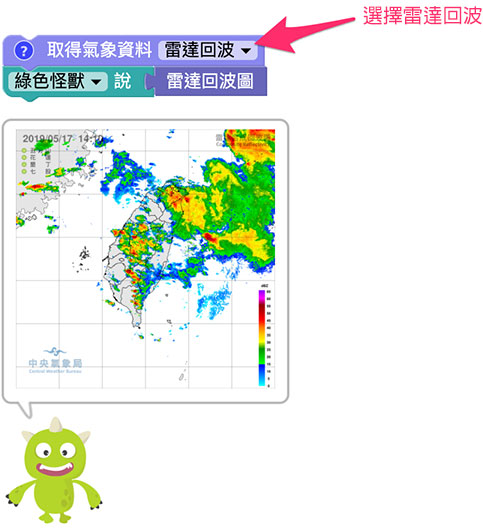 選擇雷達回波
? 取得氣象資料 雷達回波
綠色怪獸 說 雷達回波圖
2019/05/17 14:10
花
七
dBZ
中央氣象局
Central Weather Bureau